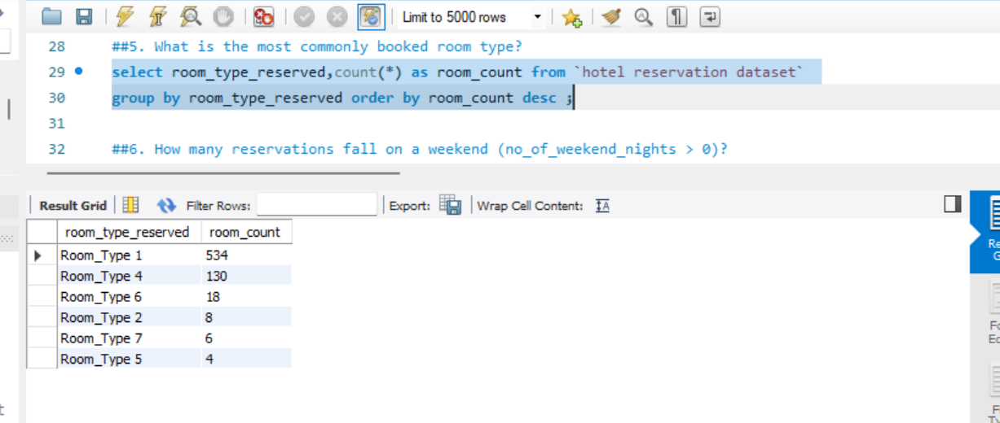 Limit to 5000 rows
28 ##5. What is the most commonly booked room type?
29 select room_type_reserved,count(*) as room_count from `hotel reservation dataset`
30 group by room_type_reserved order by room_count desc ;
31
32 ##6. How many reservations fall on a weekend (no_of_weekend_nights > 0)?
Result Grid Filter Rows: Export: Wrap Cell Content: IA
room_type_reserved room_count
Room_Type 1 534
Room_Type 4 130
Room_Type 6 18
Room_Type 2 8
Room_Type 7 6
Room_Type 5 4